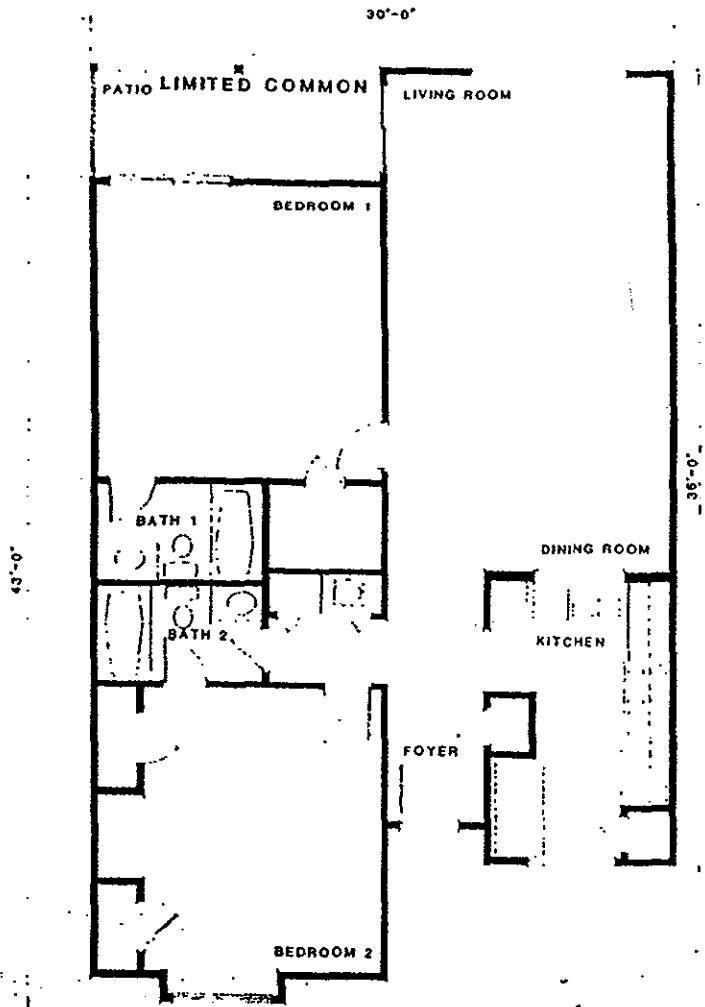 30'-0"
PATIO LIMITED COMMON
LIVING ROOM
BEDROOM 1
36'-0"
BATH 1
DINING ROOM
43'-0"
BATH 2
KITCHEN
FOYER
BEDROOM 2